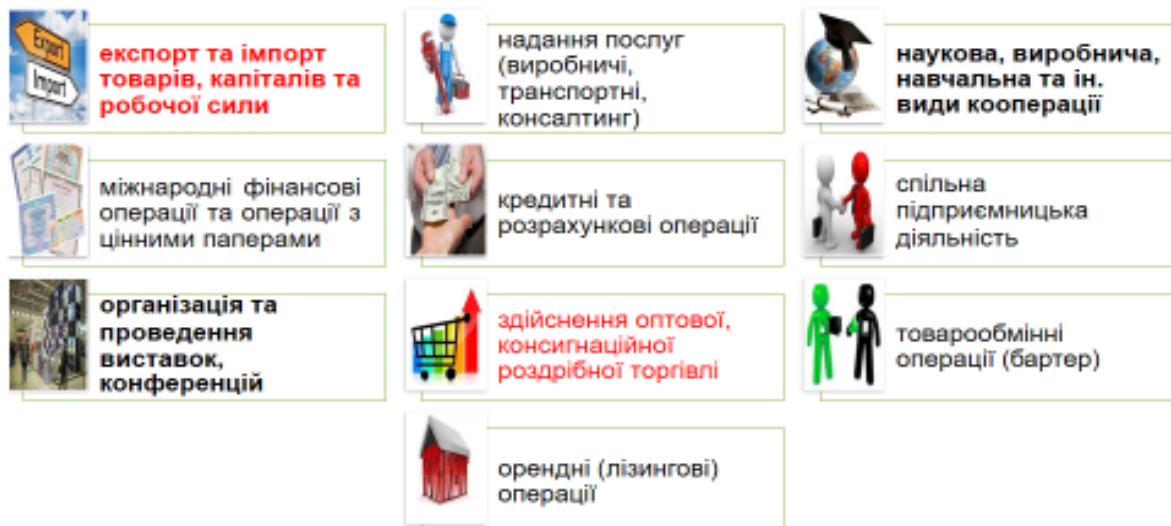 Export
Import
експорт та імпорт
товарів, капіталів та
робочої сили
надання послуг
(виробничі,
транспортні,
консалтинг)
наукова, виробнича,
навчальна та ін.
види кооперації
міжнародні фінансові
операції та операції з
цінними паперами
кредитні та
розрахункові операції
спільна
підприємницька
діяльність
організація та
проведення
виставок,
конференцій
здійснення оптової,
консигнаційної
роздрібної торгівлі
товарообмінні
операції (бартер)
орендні (лізингові)
операції